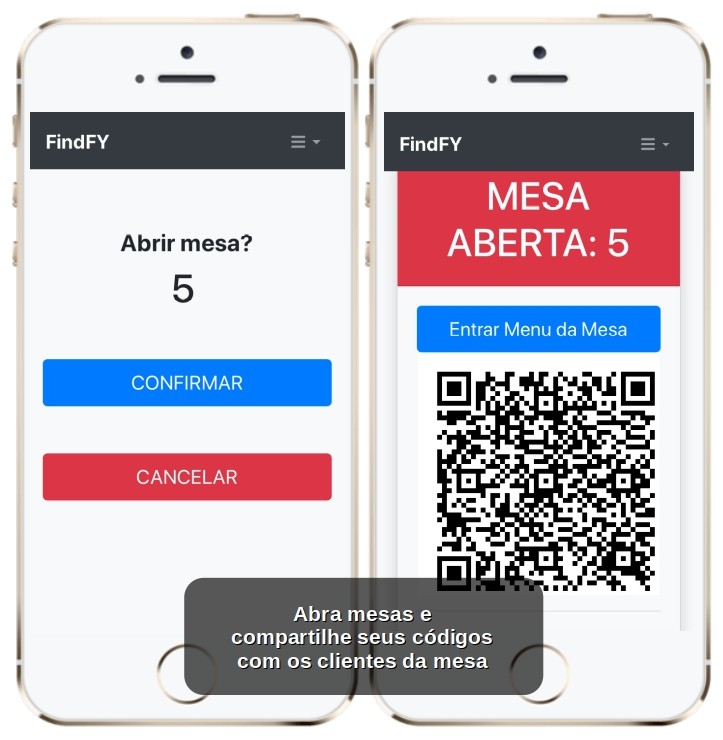 FindFY
Abrir mesa?
5
CONFIRMAR
CANCELAR
FindFY
MESA
ABERTA: 5
Entrar Menu da Mesa
Abra mesas e
compartilhe seus códigos
com os clientes da mesa